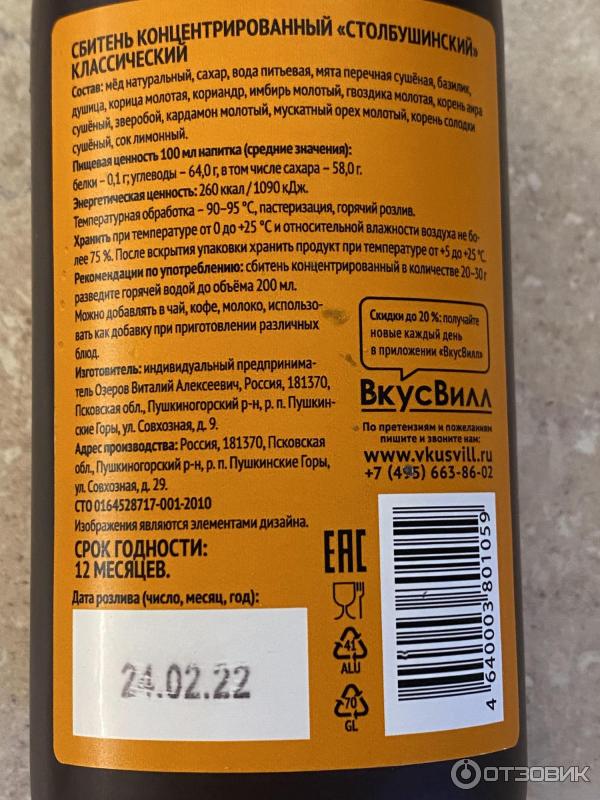 СБИТЕНЬ КОНЦЕНТРИРОВАННЫЙ «СТОЛБУШИНСКИЙ»
КЛАССИЧЕСКИЙ
Состав: мёд натуральный, сахар, вода питьевая, мята перечная сушёная, базилик,
душица, корица молотая, кориандр, имбирь молотый, гвоздика молотая, корень аира
сушёный, зверобой, кардамон молотый, мускатный орех молотый, корень солодки
сушёный, сок лимонный.
Пищевая ценность 100 мл напитка (средние значения):
белки – 0,1 г; углеводы – 64,0 г, в том числе сахара – 58,0 г.
Энергетическая ценность: 260 ккал / 1090 кДж.
Температурная обработка – 90–95 °С, пастеризация, горячий розлив.
Хранить при температуре от 0 до +25 °С и относительной влажности воздуха не бо-
лее 75 %. После вскрытия упаковки хранить продукт при температуре от +5 до +25 °С.
Рекомендации по употреблению: сбитень концентрированный в количестве 20–30 г
разведите горячей водой до объёма 200 мл.
Можно добавлять в чай, кофе, молоко, использо-
вать как добавку при приготовлении различных
блюд.
Изготовитель: индивидуальный предпринима-
тель Озеров Виталий Алексеевич, Россия, 181370,
Псковская обл., Пушкиногорский р-н, р. п. Пушкин-
ские Горы, ул. Совхозная, д. 9.
Адрес производства: Россия, 181370, Псковская
обл., Пушкиногорский р-н, р. п. Пушкинские Горы,
ул. Совхозная, д. 29.
СТО 0164528717-001-2010
Изображения являются элементами дизайна.
СРОК ГОДНОСТИ:
12 МЕСЯЦЕВ.
Дата розлива (число, месяц, год):
24.02.22
Скидки до 20 %: получайте
новые каждый день
в приложении «ВкусВилл»
ВкусВилл
По претензиям и пожеланиям
пишите и звоните нам:
www.vkusvill.ru
+7 (495) 663-86-02
EAC
41
ALU
70
GL
4 640003 801059
ОТЗОВИК